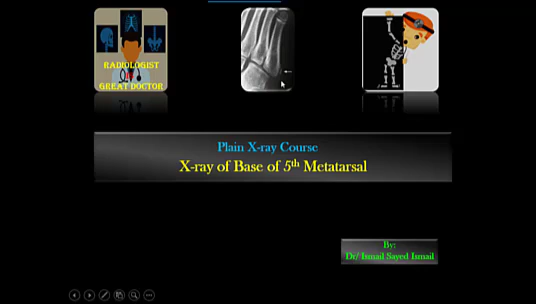 RADIOLOGIST
GREAT DOCTOR
Plain X-ray Course
X-ray of Base of 5th Metatarsal
By:
Dr/ Ismail Sayed Ismail